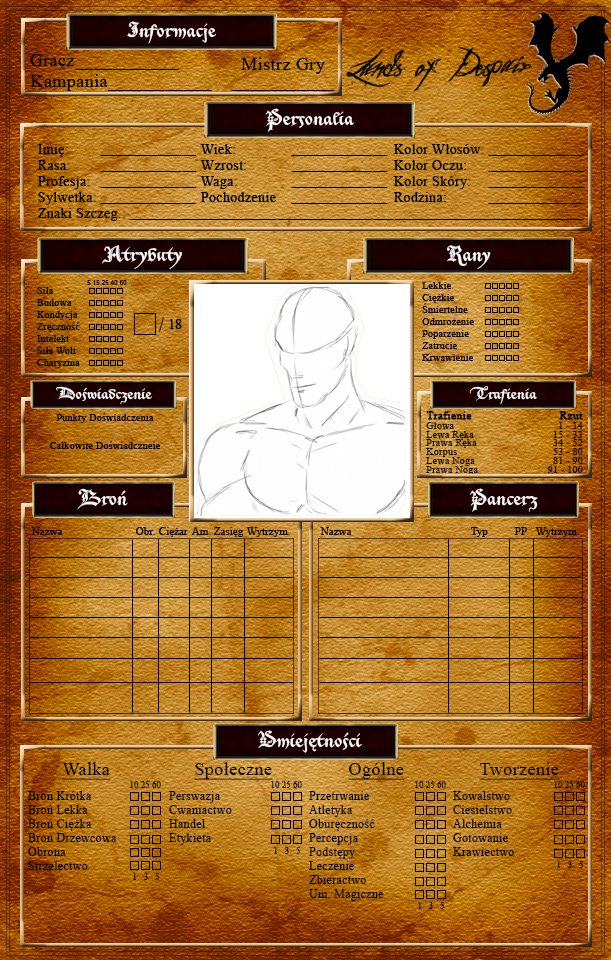 Informacje
Gracz
Mistrz Gry
Kampania
Lands of Despair
Personalia
Imię: Wiek: Kolor Włosów:
Rasa: Wzrost: Kolor Oczu:
Profesja: Waga: Kolor Skóry:
Sylwetka: Pochodzenie Rodzina:
Znaki Szczeg.:
Atrybuty
5 15 25 40 60
Siła
Budowa
Kondycja
Zręczność
Intelekt
Siła Woli
Charyzma
/ 18
Rany
Lekkie
Ciężkie
Śmiertelne
Odmrożenie
Poparzenie
Zatrucie
Krwawienie
Doświadczenie
Punkty Doświadczenia
Całkowite Doświadczneie
Trafienia
Trafienie Rzut
Głowa 1 - 14
Lewa Ręka 15 - 33
Prawa Ręka 34 - 52
Korpus 53 - 80
Lewa Noga 81 - 90
Prawa Noga 91 - 100
Broń
Nazwa Obr. Ciężar Am. Zasięg Wytrzym.
Pancerz
Nazwa Typ PP Wytrzym.
Umiejętności
Walka
10 25 60
Broń Krótka
Broń Lekka
Broń Ciężka
Broń Drzewcowa
Obrona
Strzelectwo
1 3 5
Społeczne
10 25 60
Perswazja
Cwaniactwo
Handel
Etykieta
1 3 5
Ogólne
10 25 60
Przetrwanie
Atletyka
Oburęczność
Percepcja
Podstępy
Leczenie
Zbieractwo
Um. Magiczne
1 3 5
Tworzenie
10 25 60
Kowalstwo
Ciesielstwo
Alchemia
Gotowanie
Krawiectwo
1 3 5